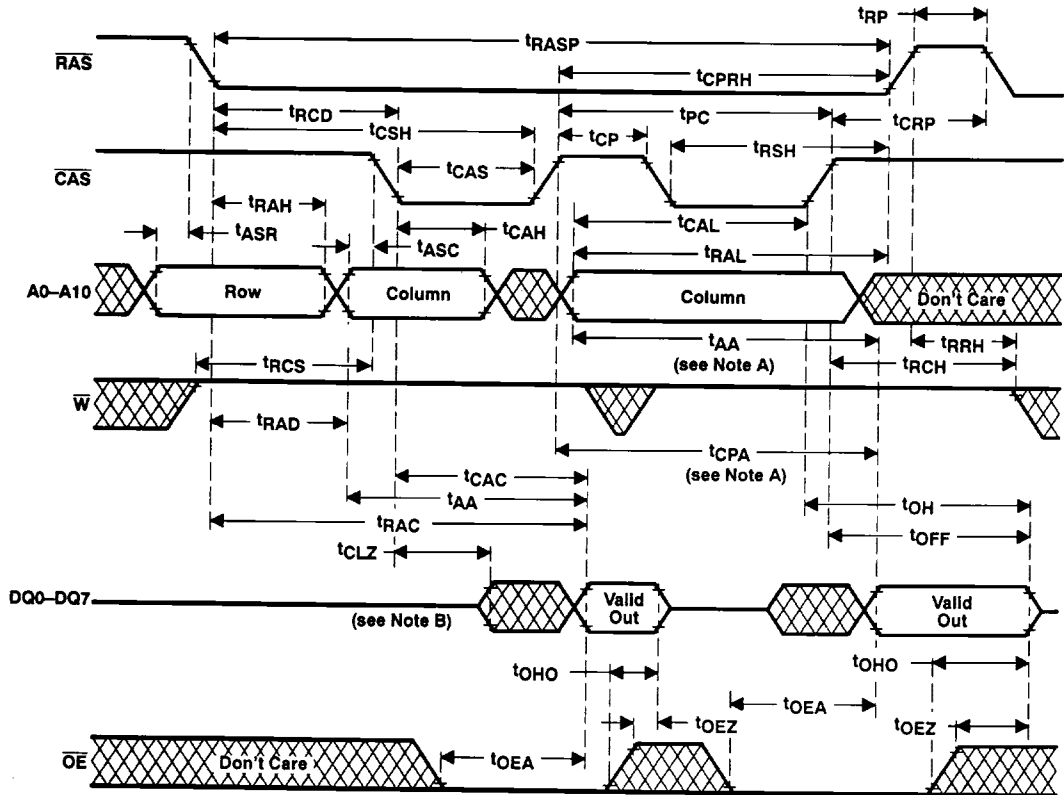 tRP
tRASP
RAS
tCPRH
tRCD
tPC
tCRP
tCSH
tCP
tRSH
CAS
tCAS
tRAH
tCAL
tASR
tCAH
tASC
tRAL
A0–A10
Row
Column
Column
Don't Care
tAA
(see Note A)
tRRH
tRCS
tRCH
W
tRAD
tCPA
(see Note A)
tCAC
tAA
tOH
tRAC
tOFF
tCLZ
DQ0–DQ7
Valid
Out
Valid
Out
(see Note B)
tOHO
tOHO
tOEA
tOEZ
tOEZ
OE
Don't Care
tOEA